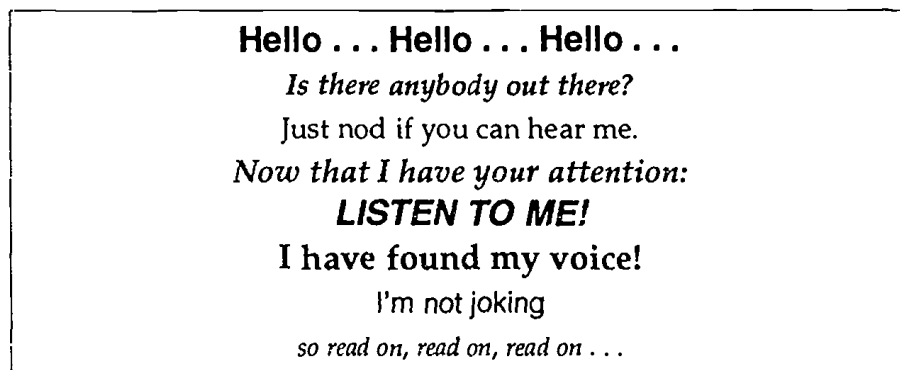 Hello . . . Hello . . . Hello . . .
Is there anybody out there?
Just nod if you can hear me.
Now that I have your attention:
LISTEN TO ME!
I have found my voice!
I'm not joking
so read on, read on, read on . . .